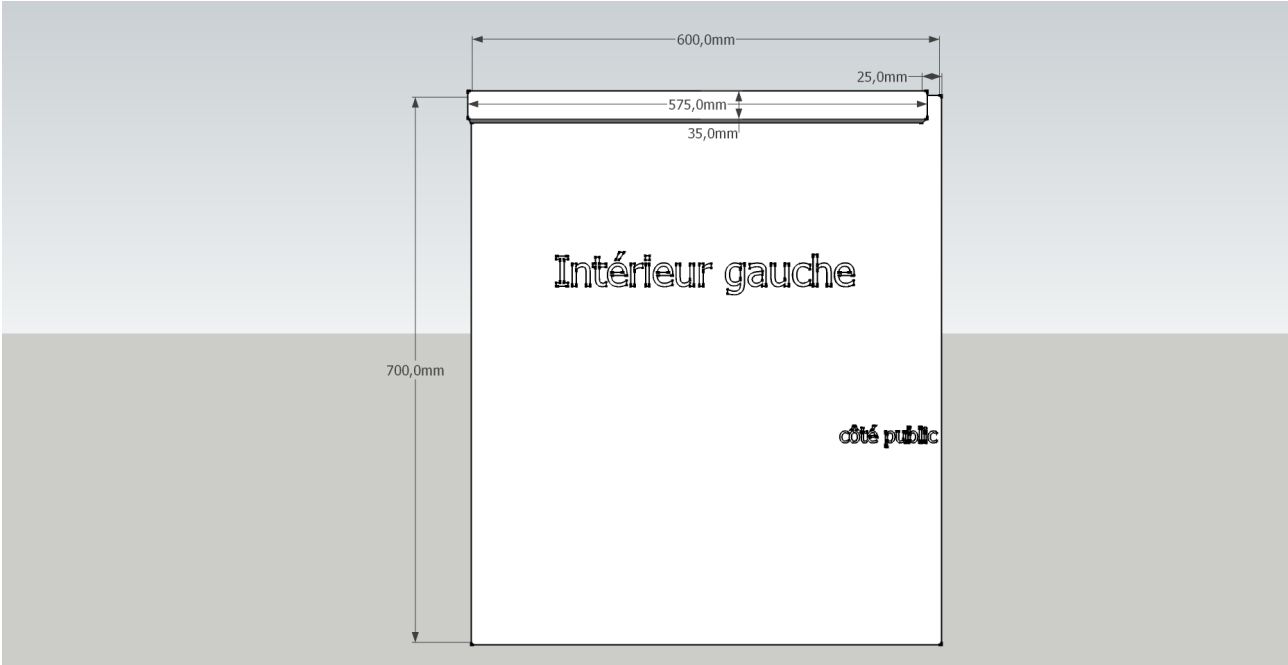 600,0mm
25,0mm
575,0mm
35,0mm
Intérieur gauche
700,0mm
côté public